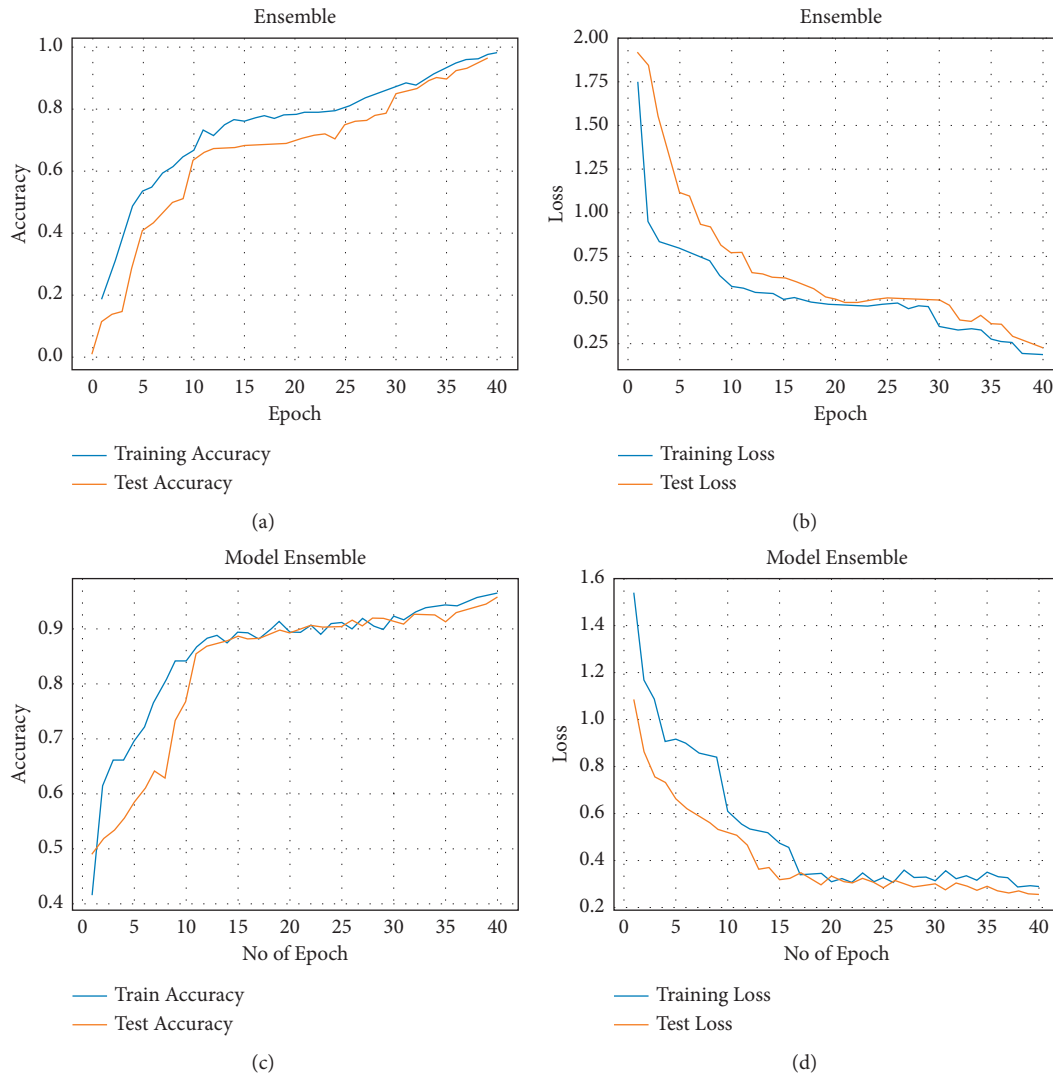 Ensemble
1.0
0.8
0.6
0.4
0.2
0.0
Accuracy
0 5 10 15 20 25 30 35 40
Epoch
Training Accuracy
Test Accuracy
(a)
Ensemble
2.00
1.75
1.50
1.25
1.00
0.75
0.50
0.25
Loss
0 5 10 15 20 25 30 35 40
Epoch
Training Loss
Test Loss
(b)
Model Ensemble
0.9
0.8
0.7
0.6
0.5
0.4
Accuracy
0 5 10 15 20 25 30 35 40
No of Epoch
Train Accuracy
Test Accuracy
(c)
Model Ensemble
1.6
1.4
1.2
1.0
0.8
0.6
0.4
0.2
Loss
0 5 10 15 20 25 30 35 40
No of Epoch
Training Loss
Test Loss
(d)